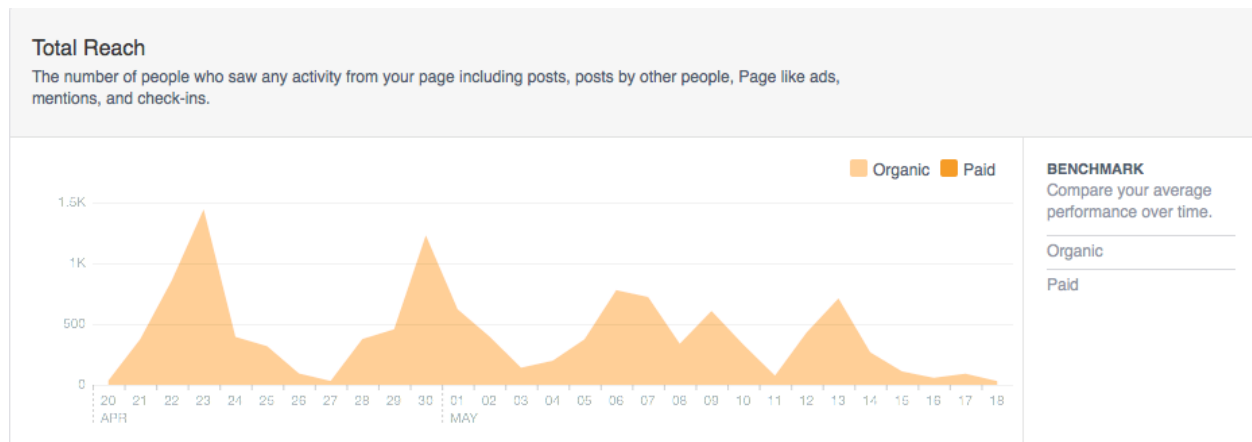 Total Reach
The number of people who saw any activity from your page including posts, posts by other people, Page like ads,
mentions, and check-ins.
Organic Paid
BENCHMARK
Compare your average
performance over time.
Organic
Paid
1.5K
1K
500
0
20 21 22 23 24 25 26 27 28 29 30 01 02 03 04 05 06 07 08 09 10 11 12 13 14 15 16 17 18
APR MAY